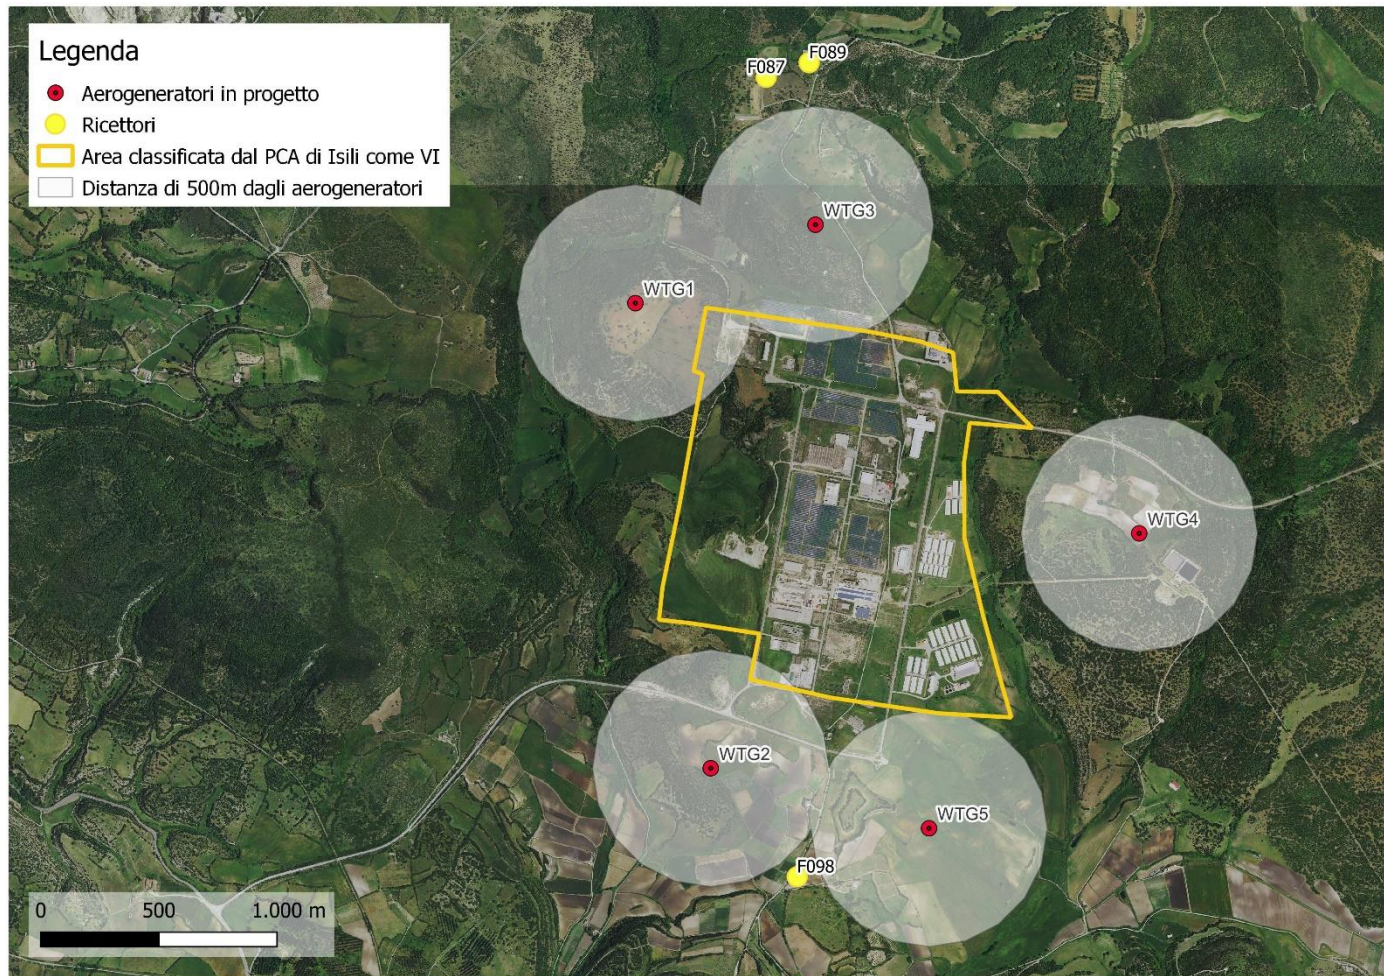 Legenda
Aerogeneratori in progetto
Ricettori
Area classificata dal PCA di Isili come VI
Distanza di 500m dagli aerogeneratori
F087
F089
WTG3
WTG1
WTG4
WTG2
WTG5
F098
0 500 1.000 m